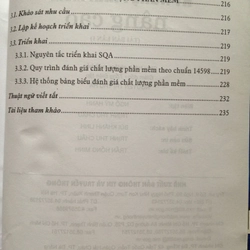 3.1. Khảo sát nhu cầu 216
3.2. Lập kế hoạch triển khai 216
3.3. Triển khai 219
3.3.1. Nguyên tắc triển khai SQA 219
3.3.2. Quy trình đánh giá chất lượng phần mềm theo chuẩn 14598 219
3.3.3. Hệ thống bảng biểu đánh giá chất lượng phần mềm 226
Thuật ngữ viết tắt 232
Tài liệu tham khảo 235